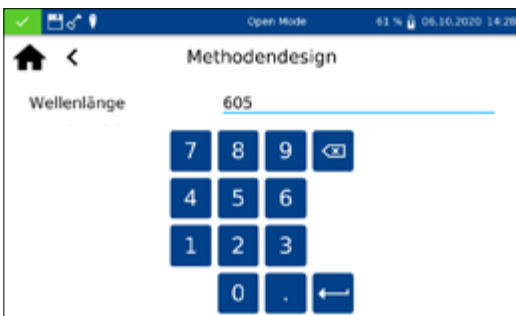 Open Mode 61 % 06.10.2020 14:28
Methodendesign
Wellenlänge 605
7 8 9
4 5 6
1 2 3
0 .